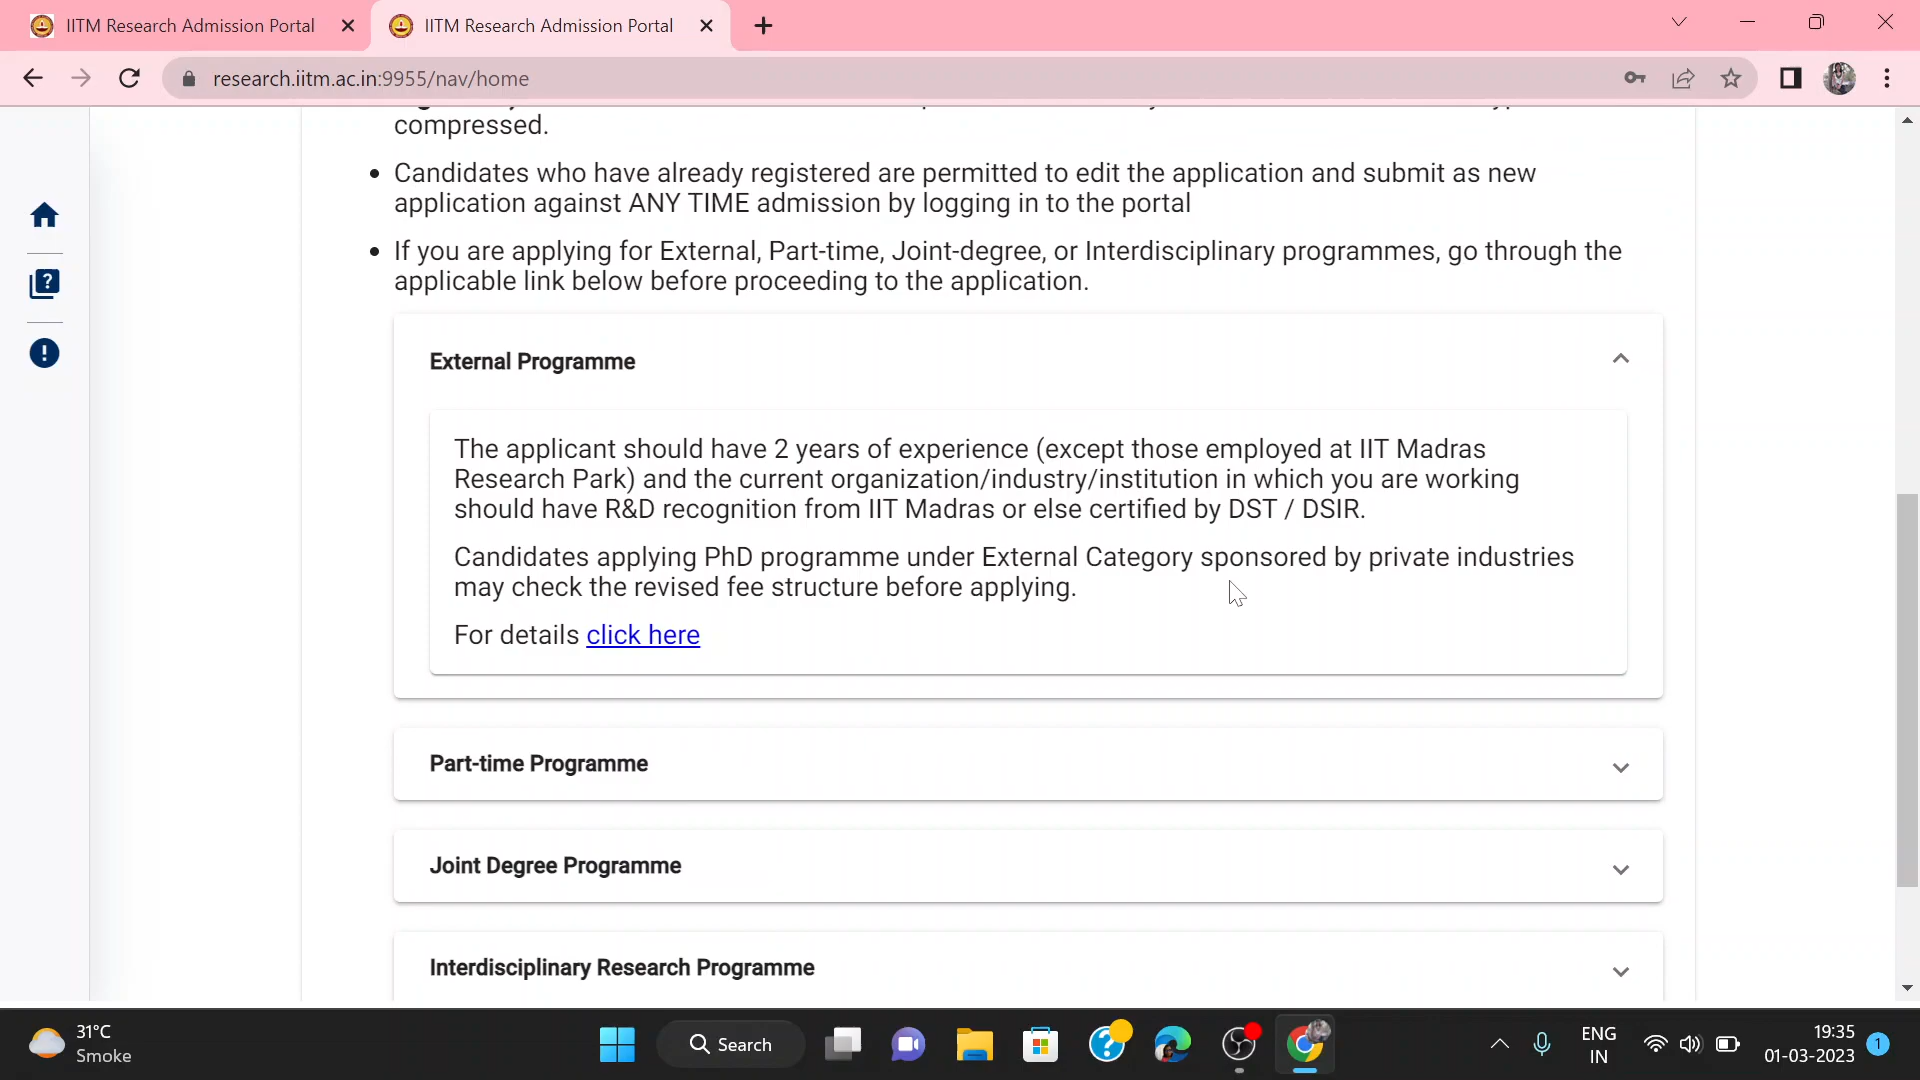 IITM Research Admission Portal
IITM Research Admission Portal
research.iitm.ac.in:9955/nav/home
compressed.
Candidates who have already registered are permitted to edit the application and submit as new
application against ANY TIME admission by logging in to the portal
If you are applying for External, Part-time, Joint-degree, or Interdisciplinary programmes, go through the
applicable link below before proceeding to the application.
External Programme
The applicant should have 2 years of experience (except those employed at IIT Madras
Research Park) and the current organization/industry/institution in which you are working
should have R&D recognition from IIT Madras or else certified by DST / DSIR.
Candidates applying PhD programme under External Category sponsored by private industries
may check the revised fee structure before applying.
For details click here
Part-time Programme
Joint Degree Programme
Interdisciplinary Research Programme
31°C
Smoke
Search
ENG
IN
19:35
01-03-2023
1